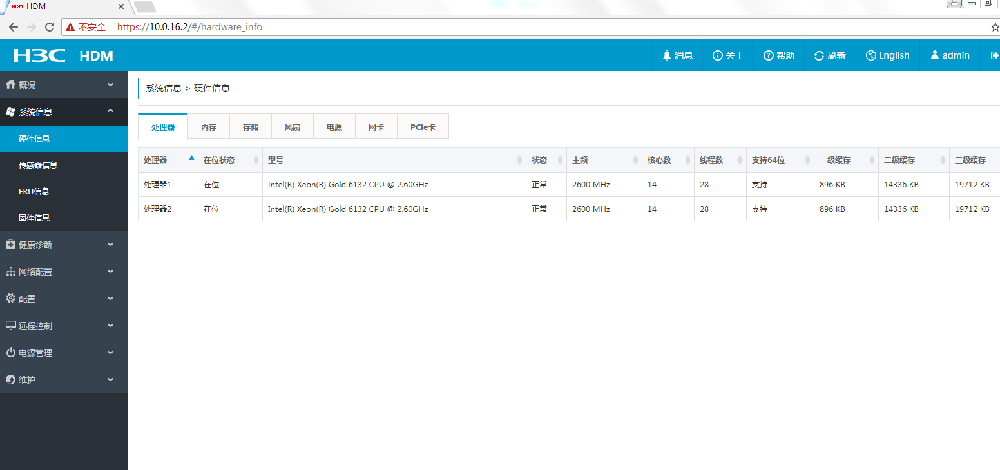 HDM HDM
不安全 https://10.0.16.2/#/hardware_info
H3C HDM 消息 关于 帮助 刷新 English admin
概况
系统信息
硬件信息
传感器信息
FRU信息
固件信息
健康诊断
网络配置
配置
远程控制
电源管理
维护
系统信息 > 硬件信息
处理器 内存 存储 风扇 电源 网卡 PCIe卡
处理器 在位状态 型号 状态 主频 核心数 线程数 支持64位 一级缓存 二级缓存 三级缓存
处理器1 在位 Intel(R) Xeon(R) Gold 6132 CPU @ 2.60GHz 正常 2600 MHz 14 28 支持 896 KB 14336 KB 19712 KB
处理器2 在位 Intel(R) Xeon(R) Gold 6132 CPU @ 2.60GHz 正常 2600 MHz 14 28 支持 896 KB 14336 KB 19712 KB